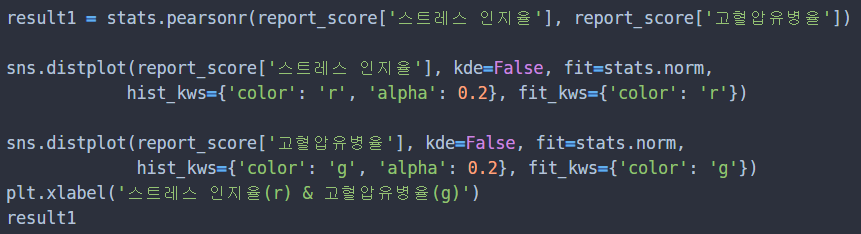 result1 = stats.pearsonr(report_score['스트레스 인지율'], report_score['고혈압유병율'])
sns.distplot(report_score['스트레스 인지율'], kde=False, fit=stats.norm,
hist_kws={'color': 'r', 'alpha': 0.2}, fit_kws={'color': 'r'})
sns.distplot(report_score['고혈압유병율'], kde=False, fit=stats.norm,
hist_kws={'color': 'g', 'alpha': 0.2}, fit_kws={'color': 'g'})
plt.xlabel('스트레스 인지율(r) & 고혈압유병율(g)')
result1